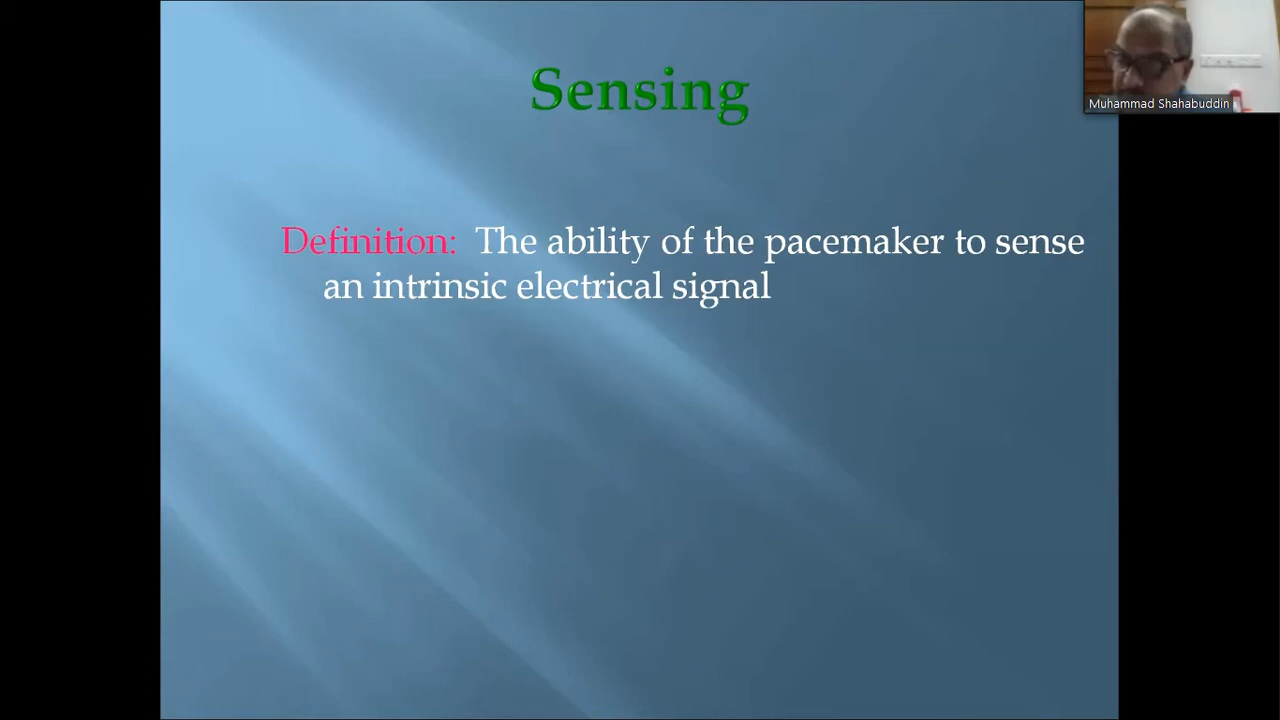 Sensing
Muhammad Shahabuddin
Definition: The ability of the pacemaker to sense
an intrinsic electrical signal